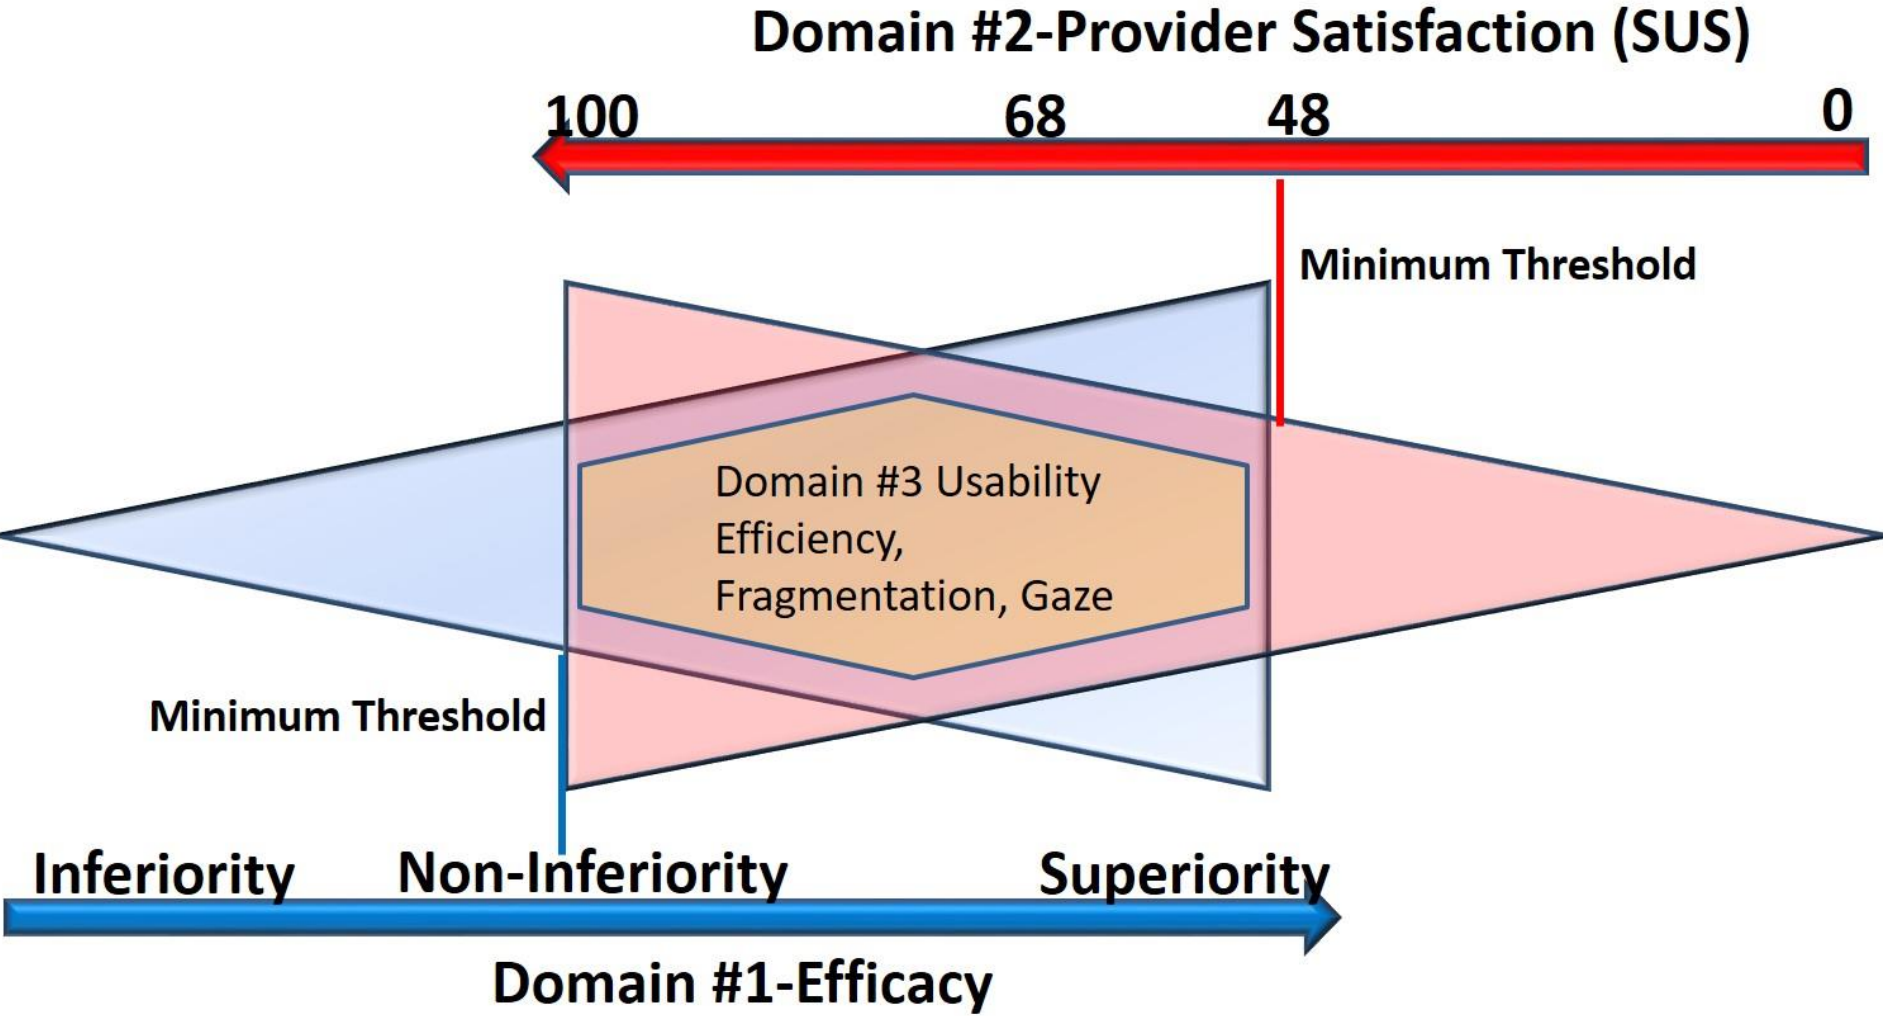 Domain #2-Provider Satisfaction (SUS)
100 68 48 0
Minimum Threshold
Domain #3 Usability
Efficiency,
Fragmentation, Gaze
Minimum Threshold
Inferiority Non-Inferiority Superiority
Domain #1-Efficacy